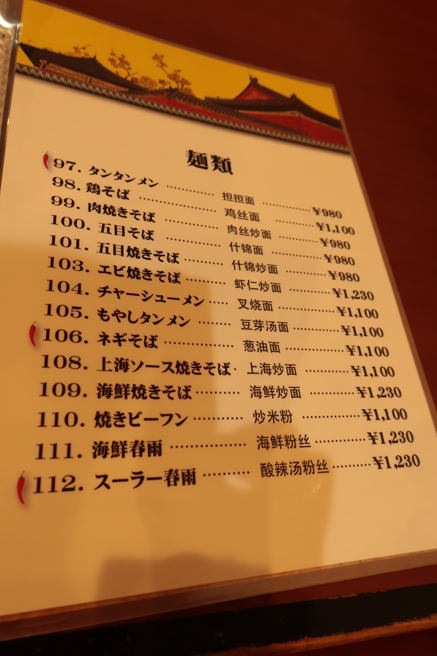 麺類
97. タンタンメン ………… 担担面 ………… ¥980
98. 鶏そば ………… 鸡丝面 ………… ¥1,100
99. 肉焼きそば ………… 肉丝炒面 ………… ¥980
100. 五目そば ………… 什锦面 ………… ¥980
101. 五目焼きそば ………… 什锦炒面 ………… ¥980
103. エビ焼きそば ………… 虾仁炒面 ………… ¥1,230
104. チャーシューメン …… 叉烧面 ………… ¥1,100
105. もやしタンメン ……… 豆芽汤面 ………… ¥1,100
106. ネギそば ………… 葱油面 ………… ¥1,100
108. 上海ソース焼きそば · 上海炒面 ………… ¥1,100
109. 海鮮焼きそば ………… 海鲜炒面 ………… ¥1,230
110. 焼きビーフン ………… 炒米粉 ………… ¥1,100
111. 海鮮春雨 ………… 海鲜粉丝 ………… ¥1,230
112. スーラー春雨 ………… 酸辣汤粉丝 ……… ¥1,230